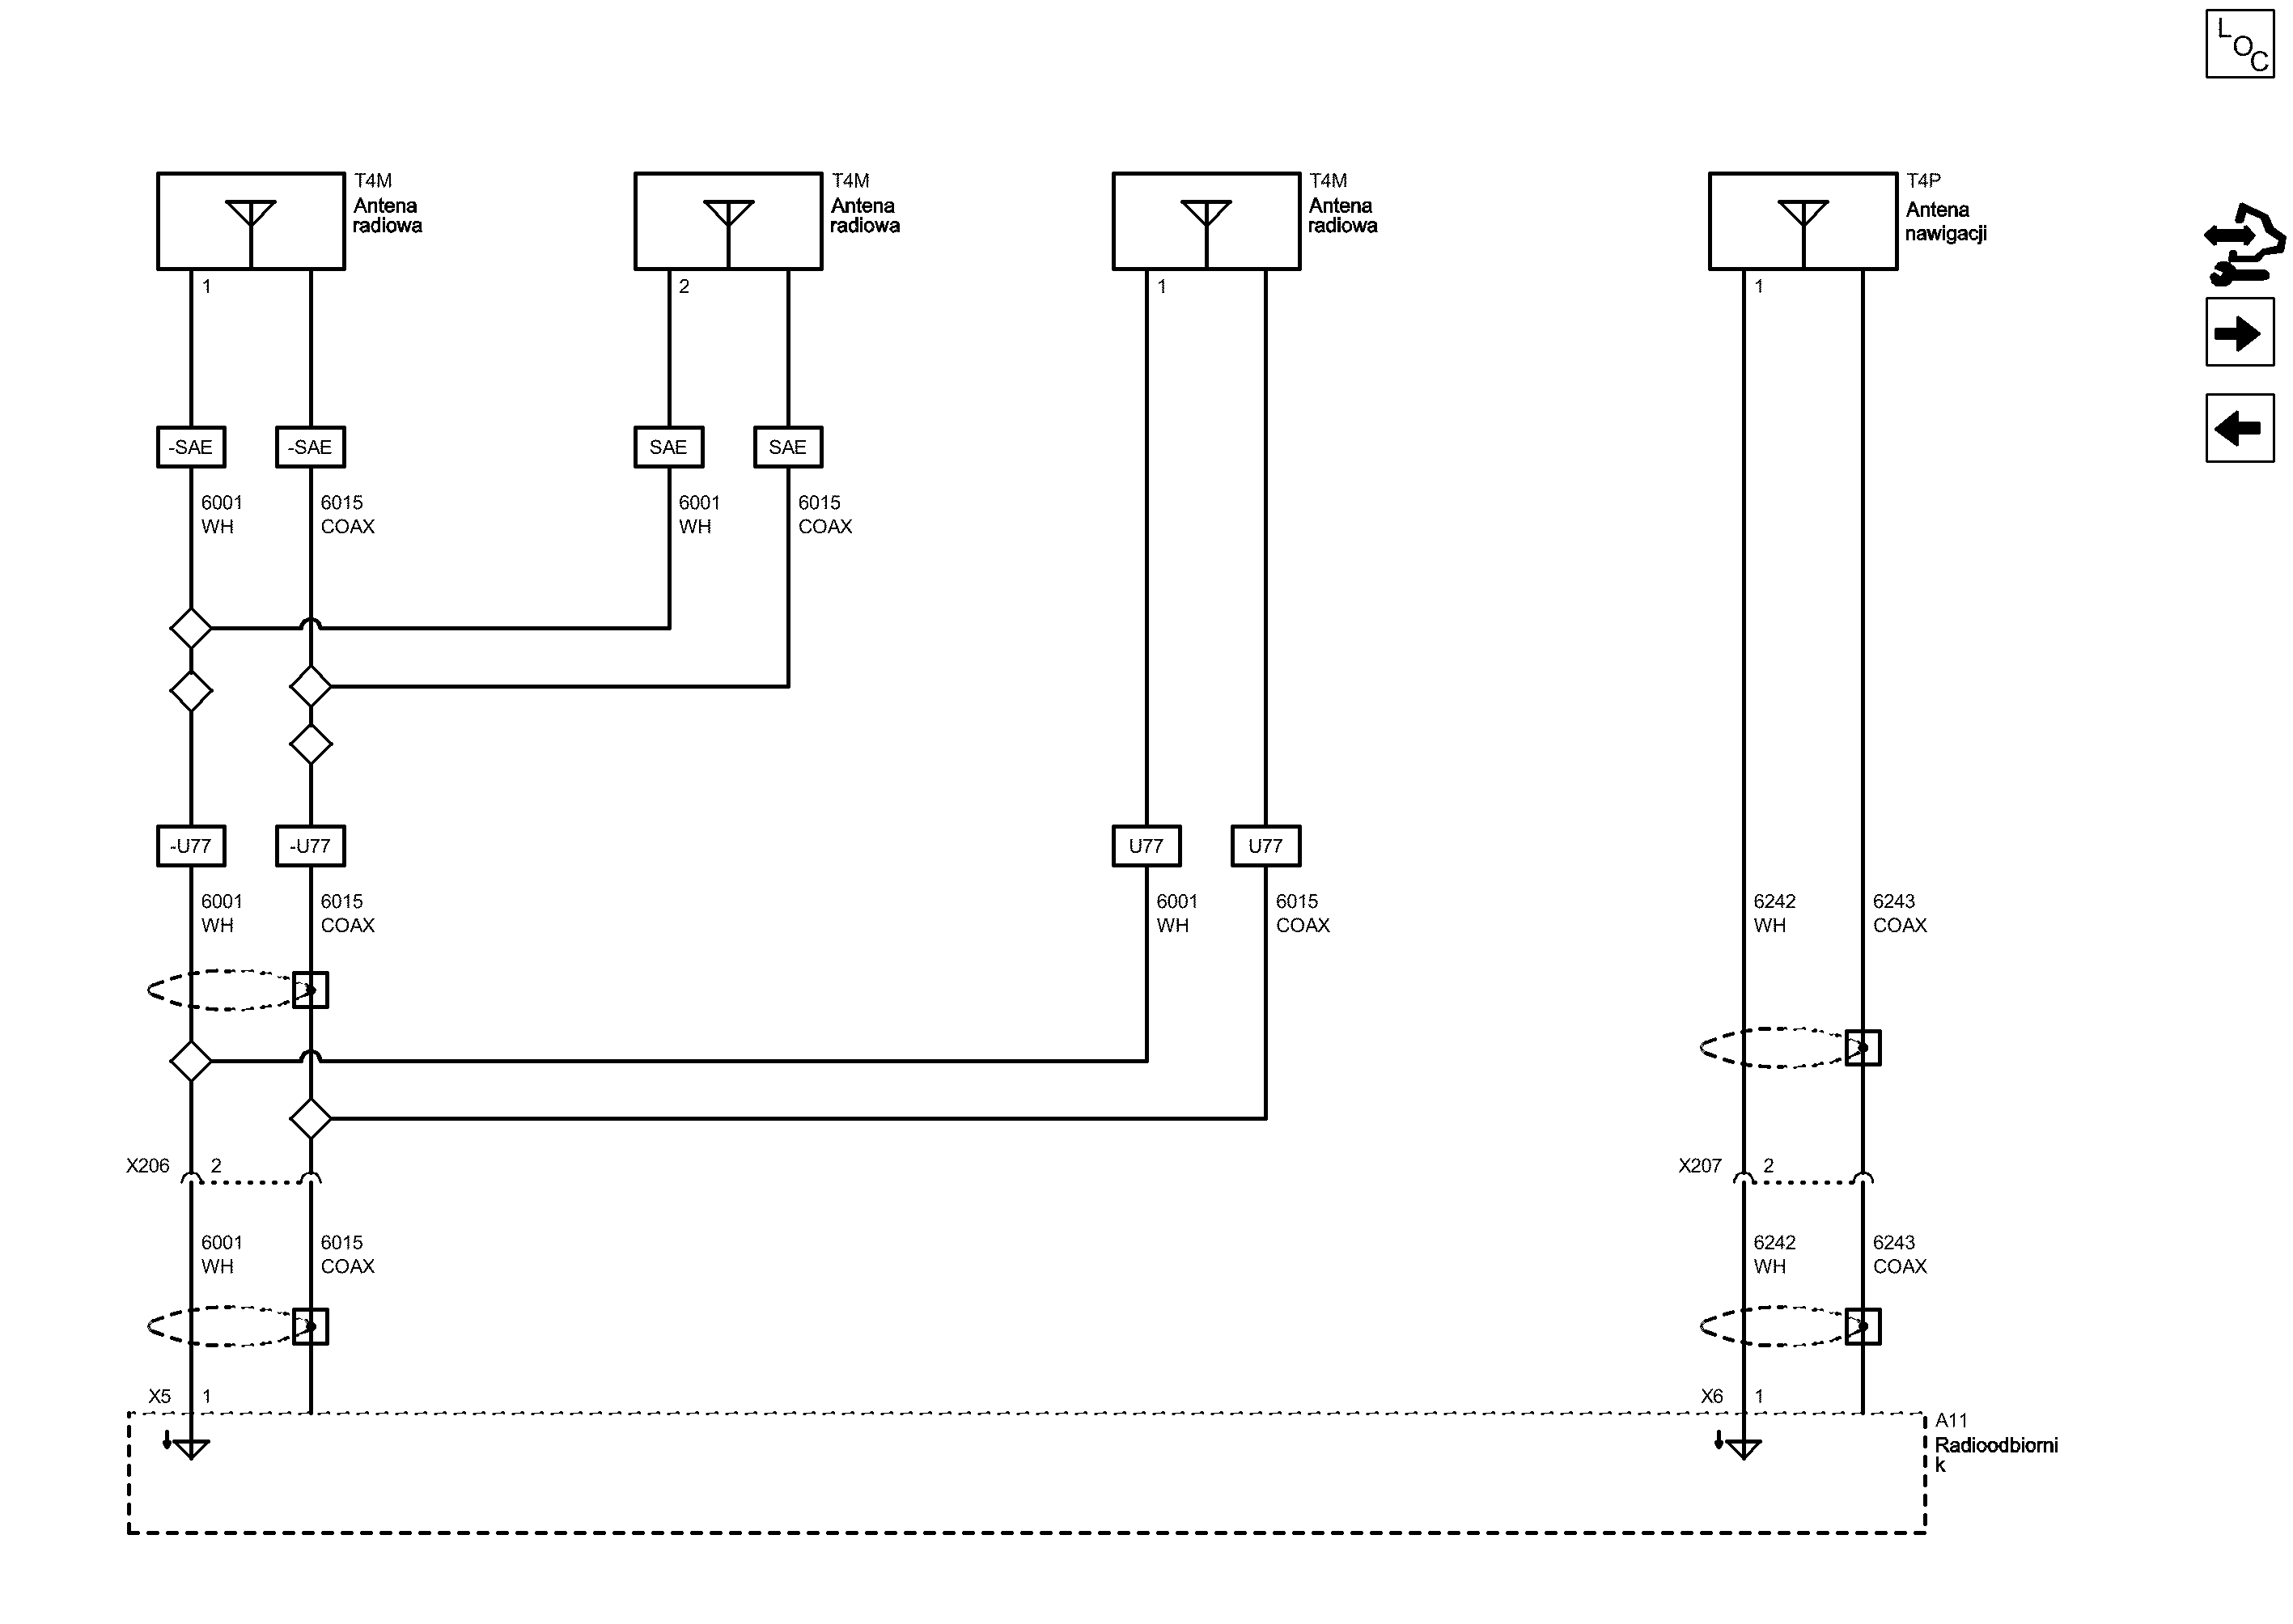 LOC
T4M
Antena
radiowa
T4M
Antena
radiowa
T4M
Antena
radiowa
T4P
Antena
nawigacji
1
2
1
1
-SAE
-SAE
SAE
SAE
6001
WH
6015
COAX
6001
WH
6015
COAX
-U77
-U77
U77
U77
6001
WH
6015
COAX
6001
WH
6015
COAX
6242
WH
6243
COAX
X206
2
X207
2
6001
WH
6015
COAX
6242
WH
6243
COAX
X5
1
X6
1
A11
Radioodbiorni
k